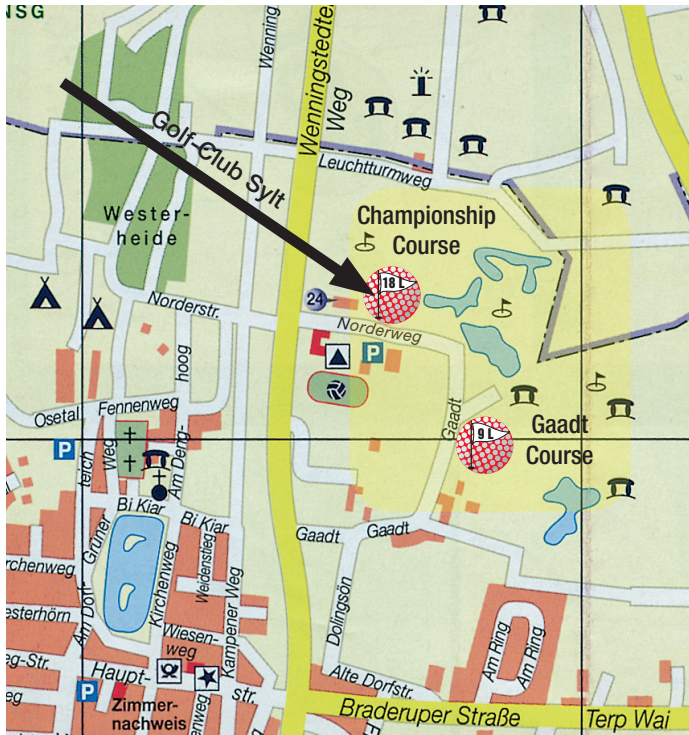 NSG
Wenning
Wenningstedter
Weg
Golf-Club Sylt
Leuchtturmweg
Wester-
heide
Championship
Course
18 L
24
Norderstr.
Norderweg
P
hoog
Fennenweg
Osetal
Gaadt
Gaadt
Course
9 L
P
Weg
Am Deng-
teich
Bi Kiar
Bi Kiar
Gaadt
Gaadt
Grüner
Kirchenweg
Weidenstieg
rchenweg
Am Dorf-
Kampener Weg
Dolingsön
esterhörn
Wiesen-
weg
Am Ring
Am Ring
eg-Str.
Haupt-
str.
Alte Dorfstr.
P
Zimmer-
nachweis
enweg
eg
Braderuper Straße
Terp Wai